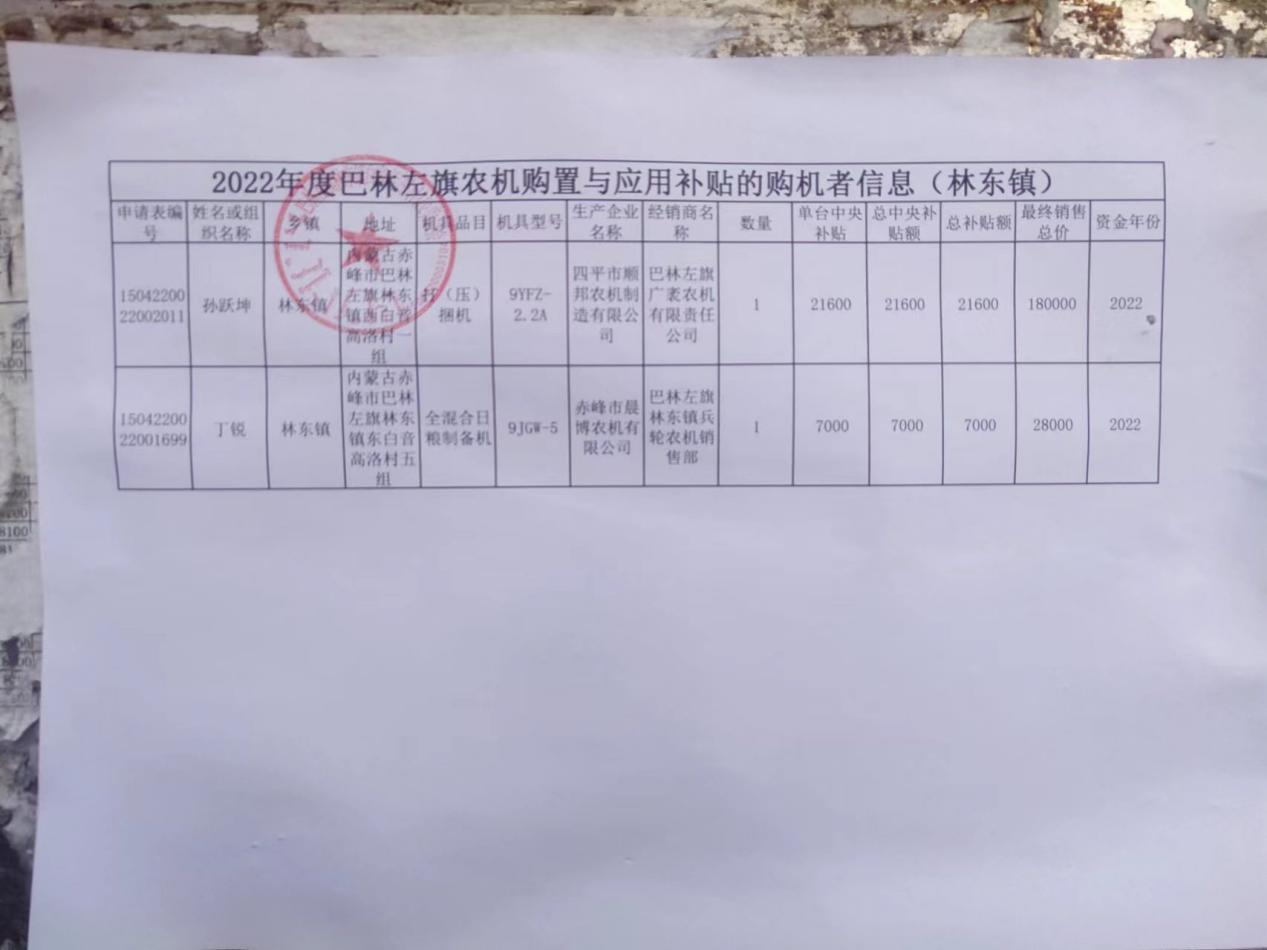 2022年度巴林左旗农机购置与应用补贴的购机者信息（林东镇）
申请表编号 姓名或组织名称 乡镇 地址 机具品目 机具型号 生产企业名称 经销商名称 数量 单台中央补贴 总中央补贴额 总补贴额 最终销售总价 资金年份
1504220022002011 孙跃坤 林东镇 内蒙古赤峰市巴林左旗林东镇西白音高洛村一组 打（压）捆机 9YFZ-2.2A 四平市顺邦农机制造有限公司 巴林左旗广袤农机有限责任公司 1 21600 21600 21600 180000 2022
1504220022001699 丁锐 林东镇 内蒙古赤峰市巴林左旗林东镇东白音高洛村五组 全混合日粮制备机 9JGW-5 赤峰市晨博农机有限公司 巴林左旗林东镇兵轮农机销售部 1 7000 7000 7000 28000 2022
8100